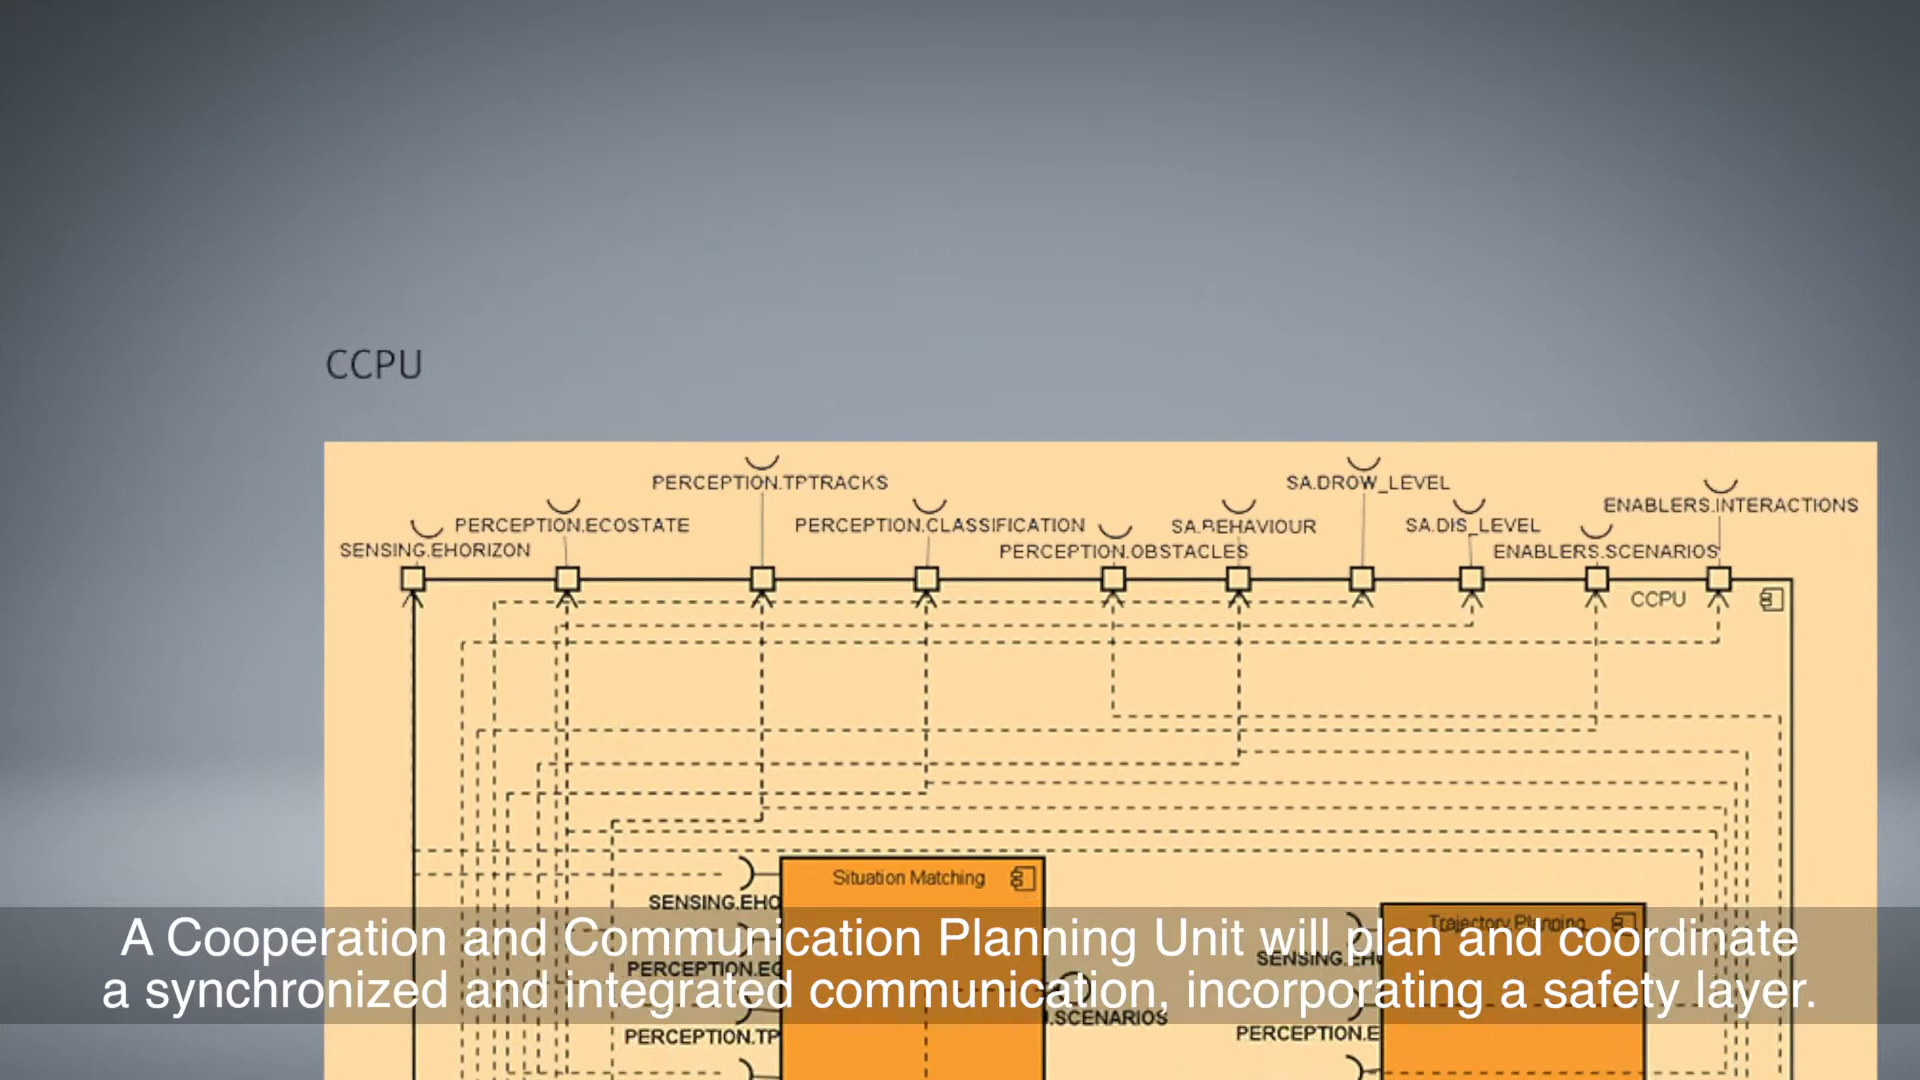 CCPU
PERCEPTION.TPTRACKS
SA.DROW_LEVEL
ENABLERS.INTERACTIONS
PERCEPTION.ECOSTATE
PERCEPTION.CLASSIFICATION
SA.BEHAVIOUR
SA.DIS_LEVEL
SENSING.EHORIZON
PERCEPTION.OBSTACLES
ENABLERS.SCENARIOS
CCPU
Situation Matching
SENSING.EHO
Trajectory Planning
A Cooperation and Communication Planning Unit will plan and coordinate
a synchronized and integrated communication, incorporating a safety layer.
SENSING.EH
PERCEPTION.EC
.SCENARIOS
PERCEPTION.TP
PERCEPTION.E